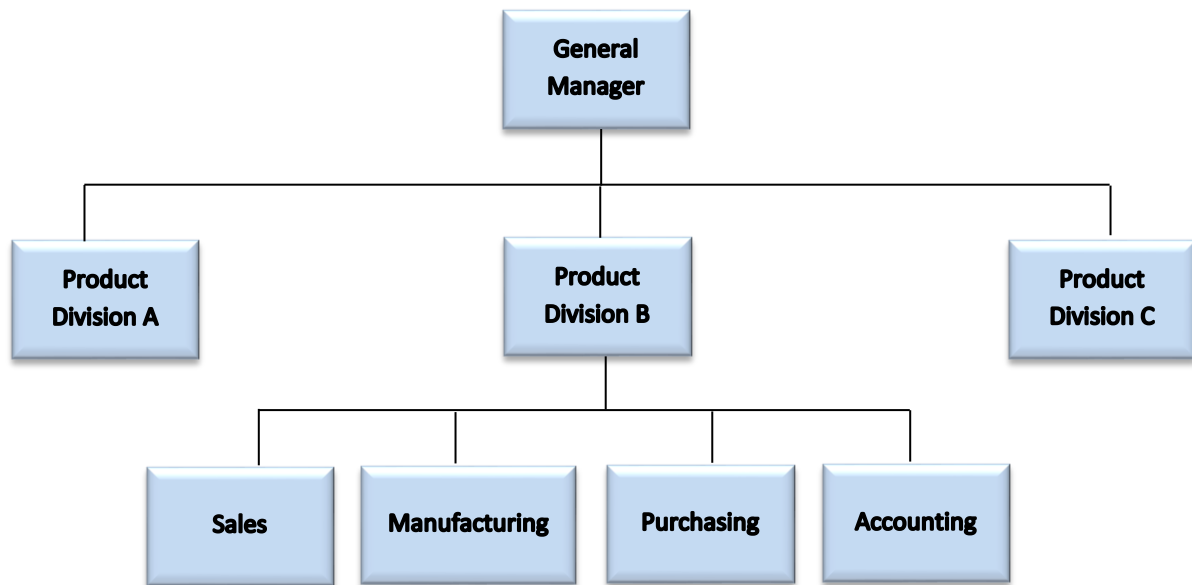 General
Manager
Product
Division A
Product
Division B
Product
Division C
Sales
Manufacturing
Purchasing
Accounting